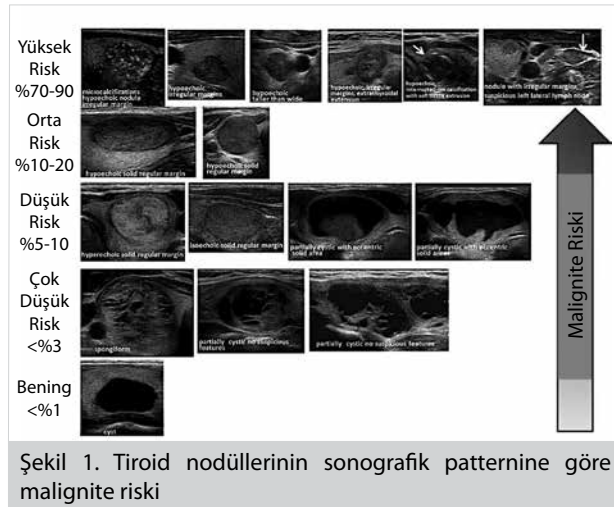 Yüksek
Risk
%70-90
microcalcifications
hypoechoic nodule
irregular margin
hypoechoic
irregular margins
hypoechoic
taller than wide
hypoechoic, irregular
margins, extrathyroidal
extension
hypoechoic,
with soft tissue extrusion
nodule with irregular margins,
suspicious left lateral lymph node
Orta
Risk
%10-20
hypoechoic solid regular margin
hypoechoic solid
regular margin
Düşük
Risk
%5-10
hyperechoic solid regular margin
isoechoic solid regular margin
partially cystic with eccentric
solid area
partially cystic with eccentric
solid areas
Çok
Düşük
Risk
<%3
spongiform
partially cystic no suspicious
features
partially cystic no suspicious features
Bening
<%1
cyst
Malignite Riski
Şekil 1. Tiroid nodüllerinin sonografik patternine göre
malignite riski